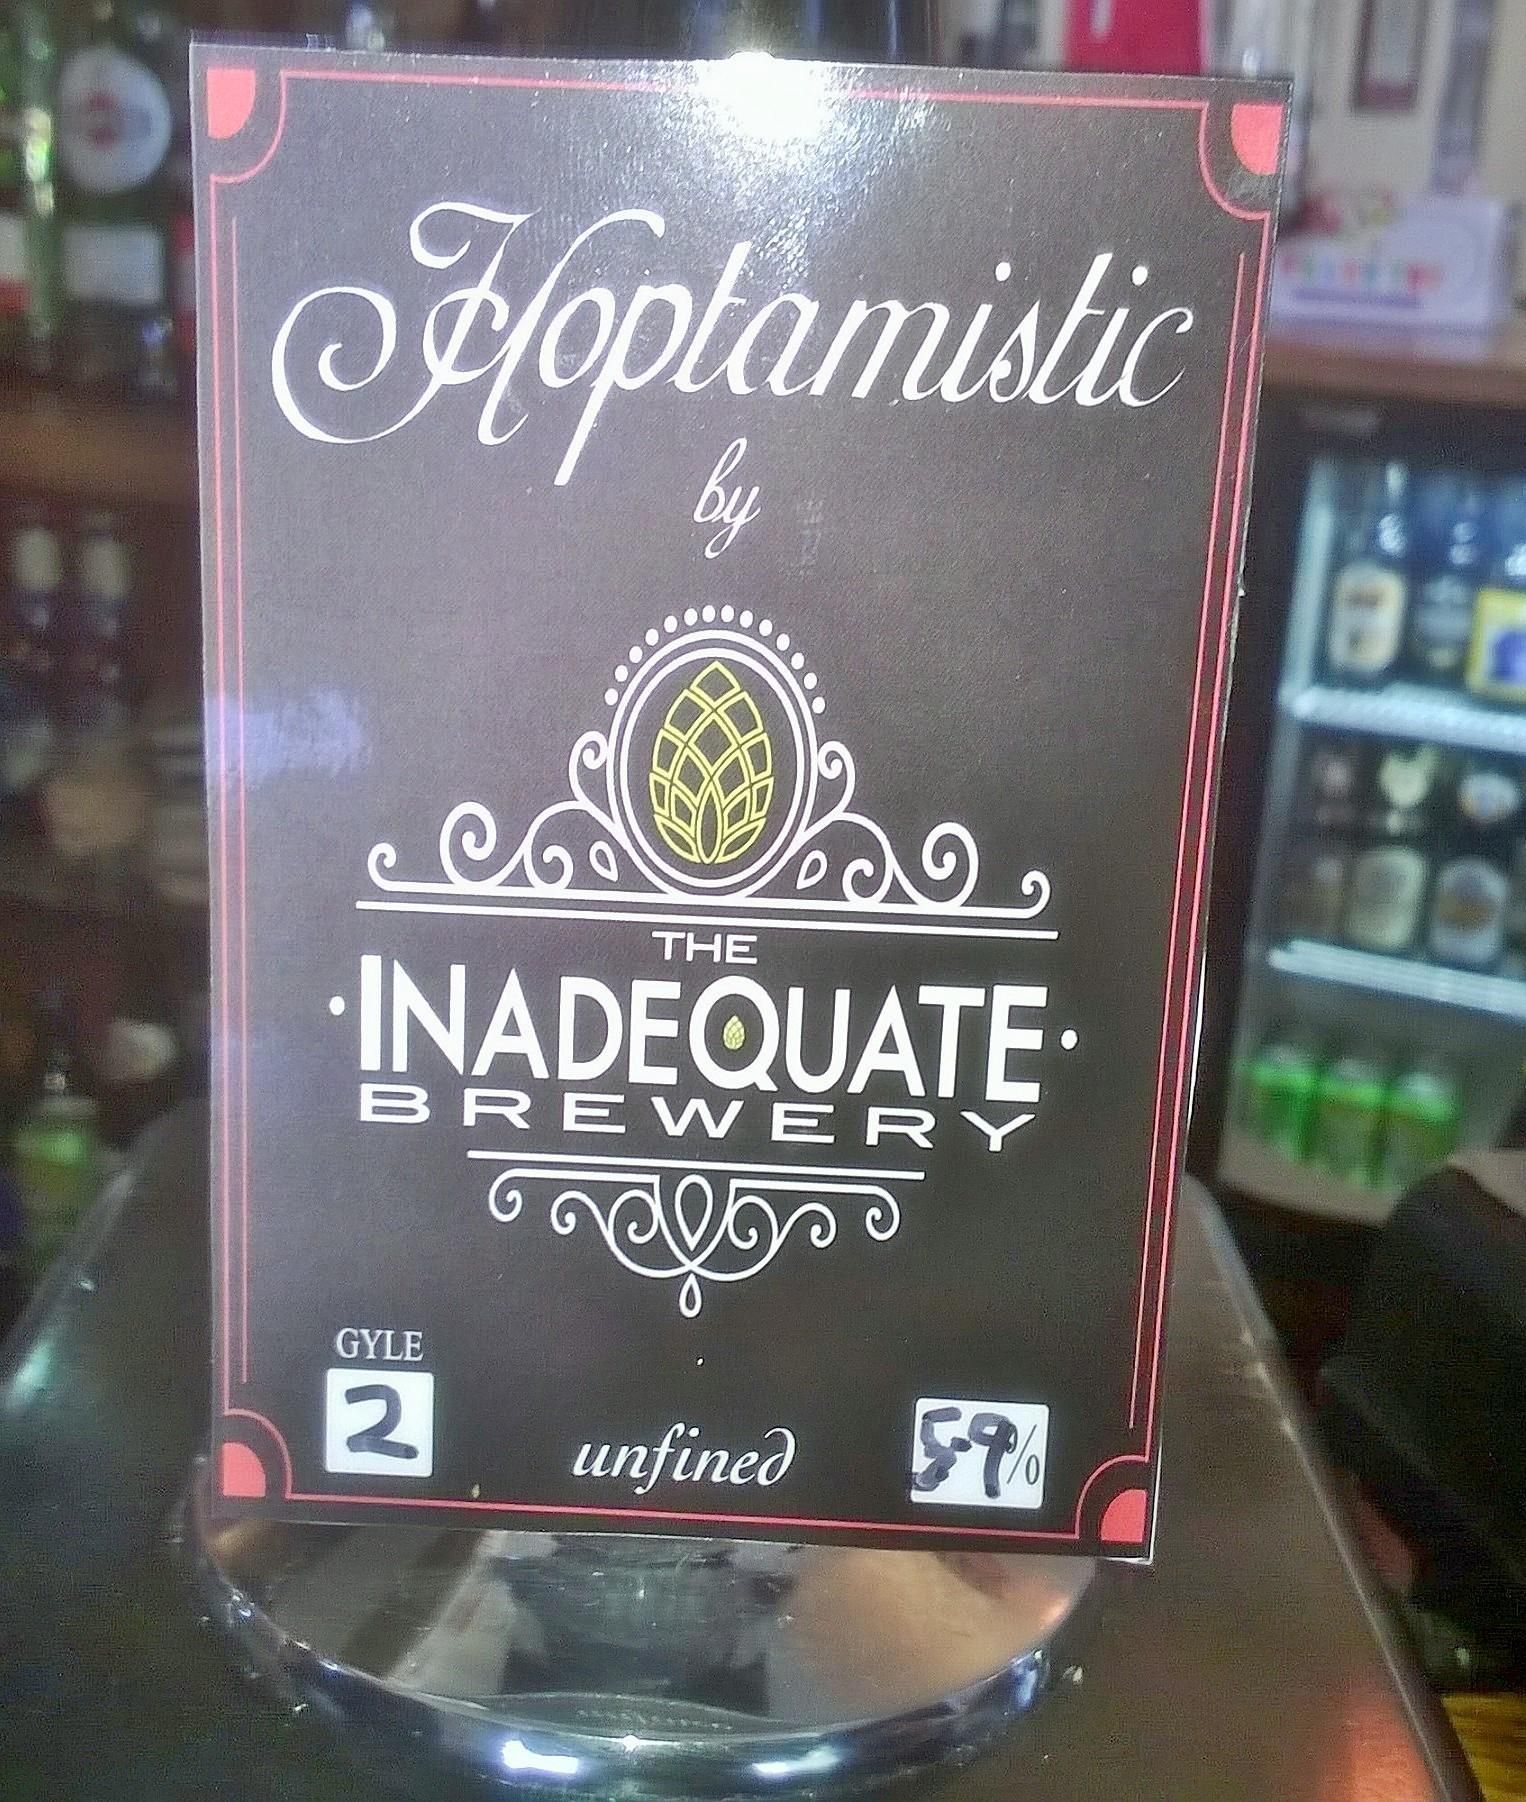 Hoptamistic
by
THE
·INADEQUATE·
BREWERY
GYLE
2
unfined
5.9%